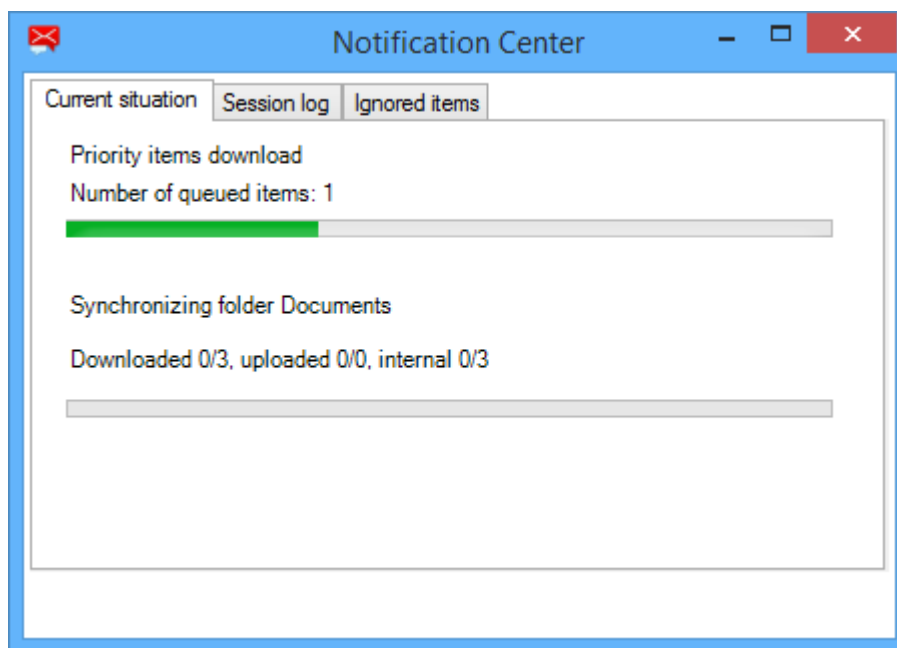 Notification Center
Current situation Session log Ignored items
Priority items download
Number of queued items: 1
Synchronizing folder Documents
Downloaded 0/3, uploaded 0/0, internal 0/3